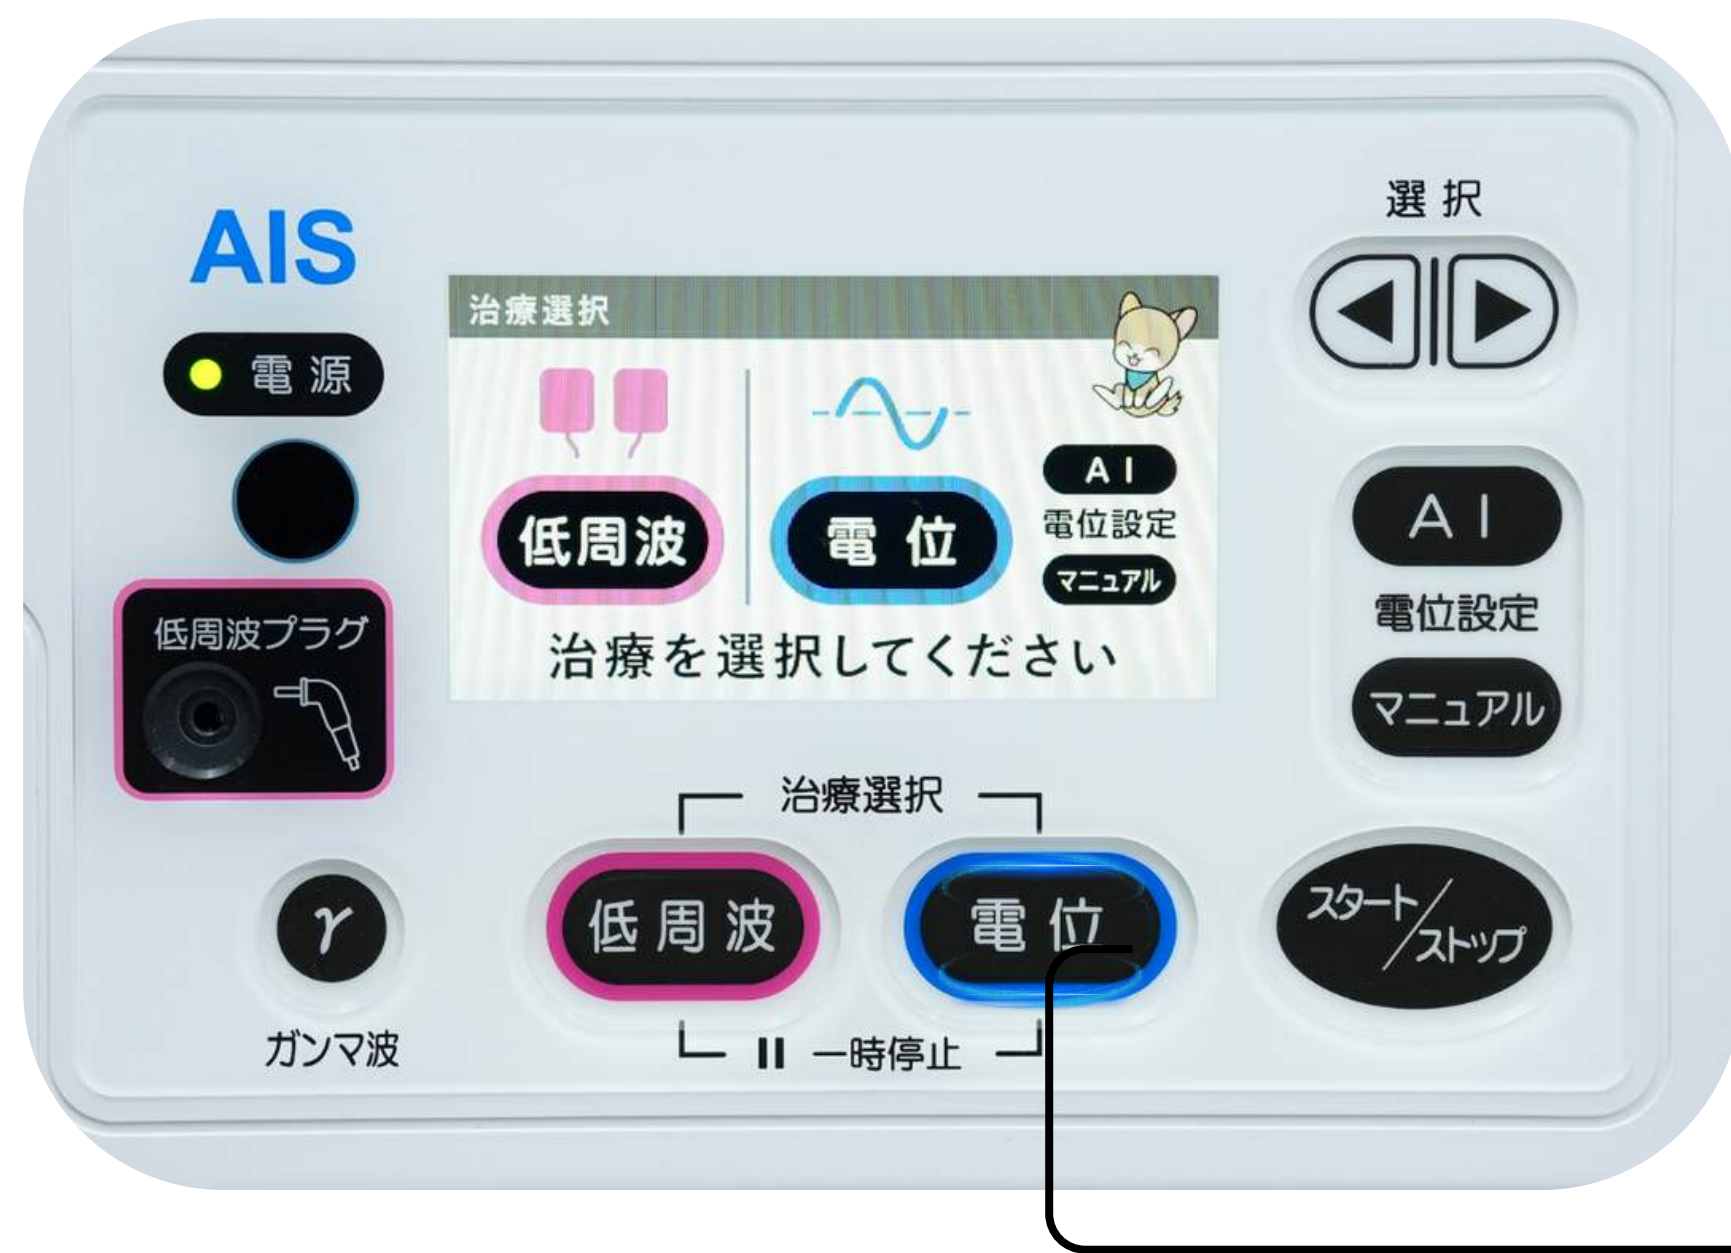 AIS
電源
低周波プラグ
治療選択
低周波
電位
AI
電位設定
マニュアル
治療を選択してください
選択
AI
電位設定
マニュアル
治療選択
低周波
電位
II 一時停止
γ
ガンマ波
スタート/ストップ